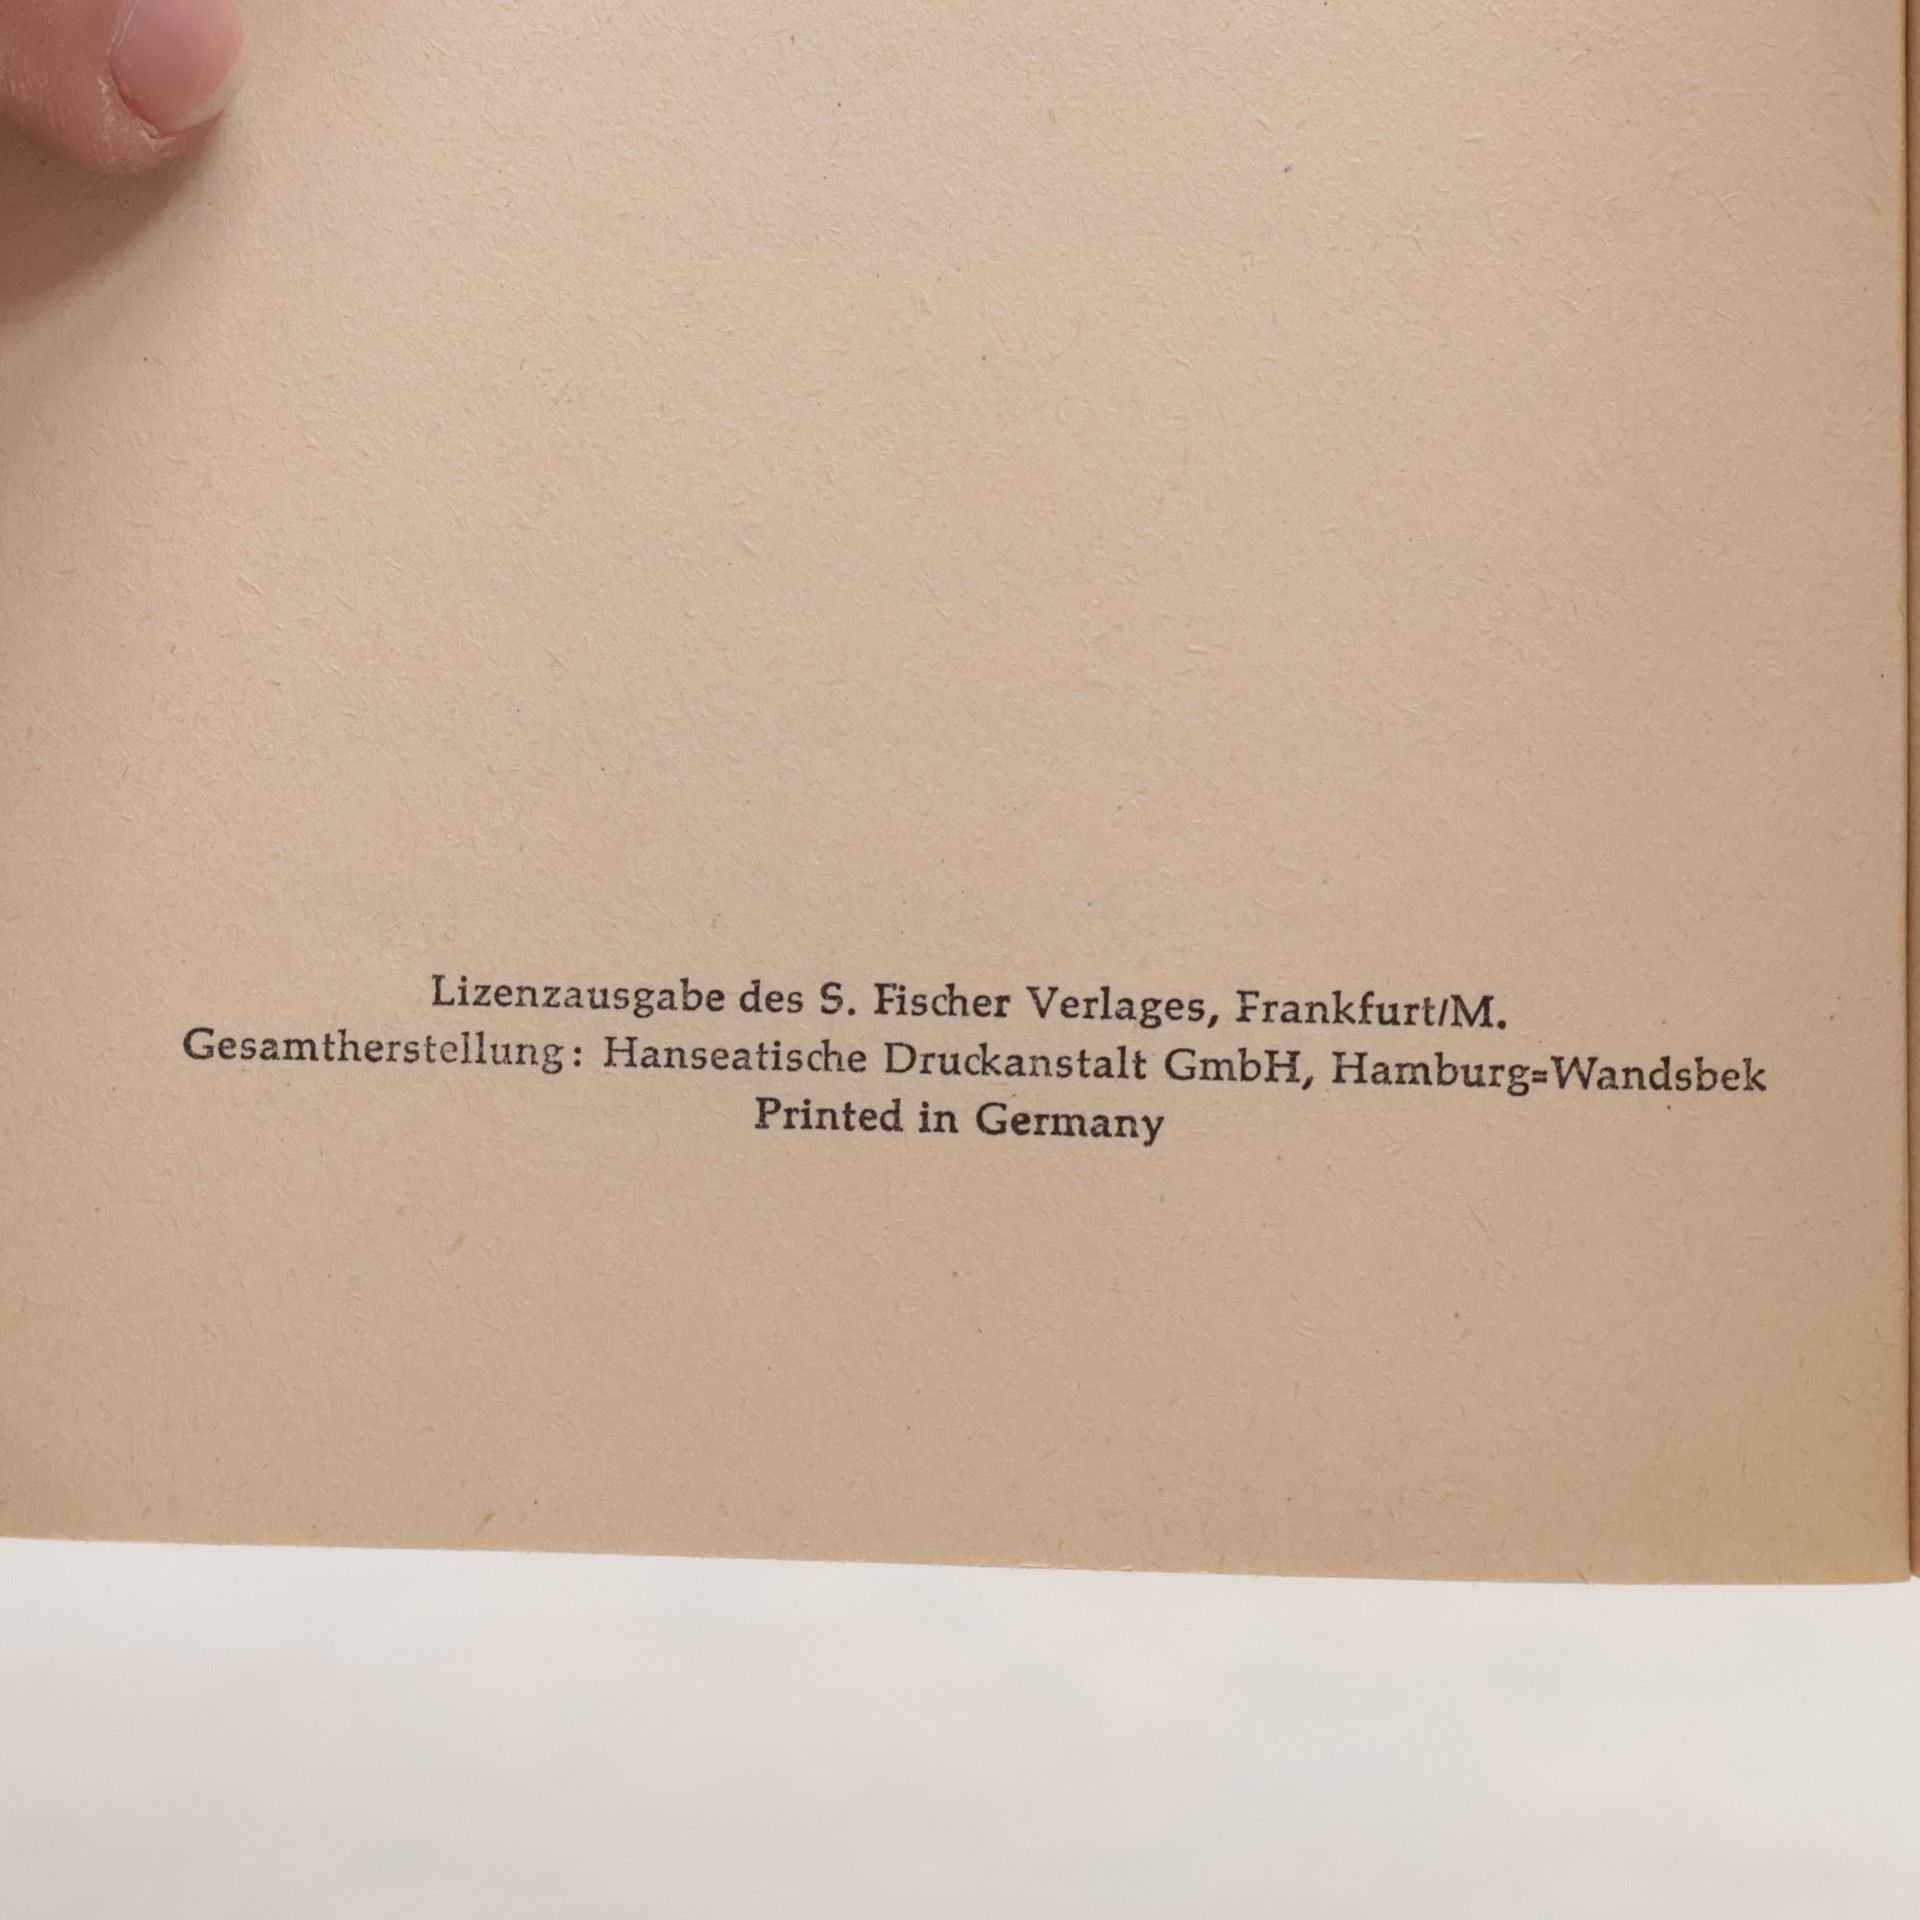 Lizenzausgabe des S. Fischer Verlages, Frankfurt/M.
Gesamtherstellung: Hanseatische Druckanstalt GmbH, Hamburg=Wandsbek
Printed in Germany